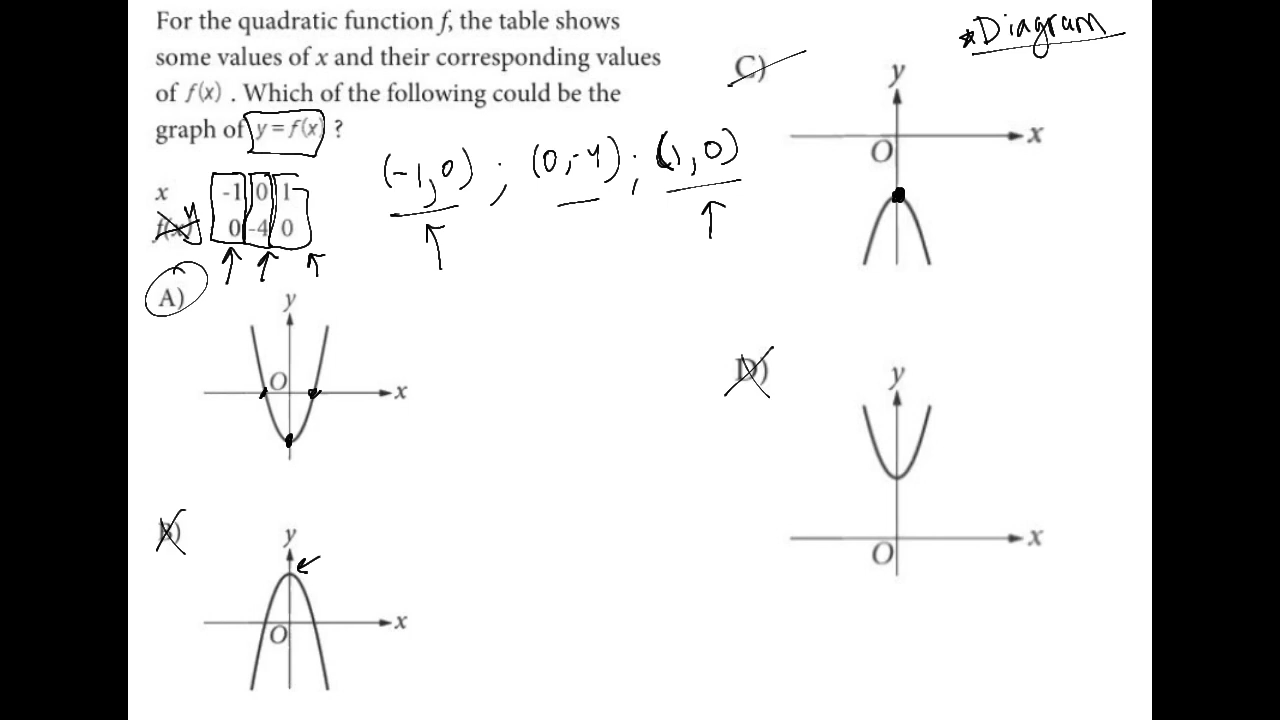 For the quadratic function f, the table shows
some values of x and their corresponding values
of f(x) . Which of the following could be the
graph of y = f(x) ?
*Diagram
(-1,0) ; (0,-4) ; (1,0)
x -1 0 1
f(x) y 0 -4 0
A)
y
O
x
B)
y
O
x
C)
y
O
x
D)
y
O
x